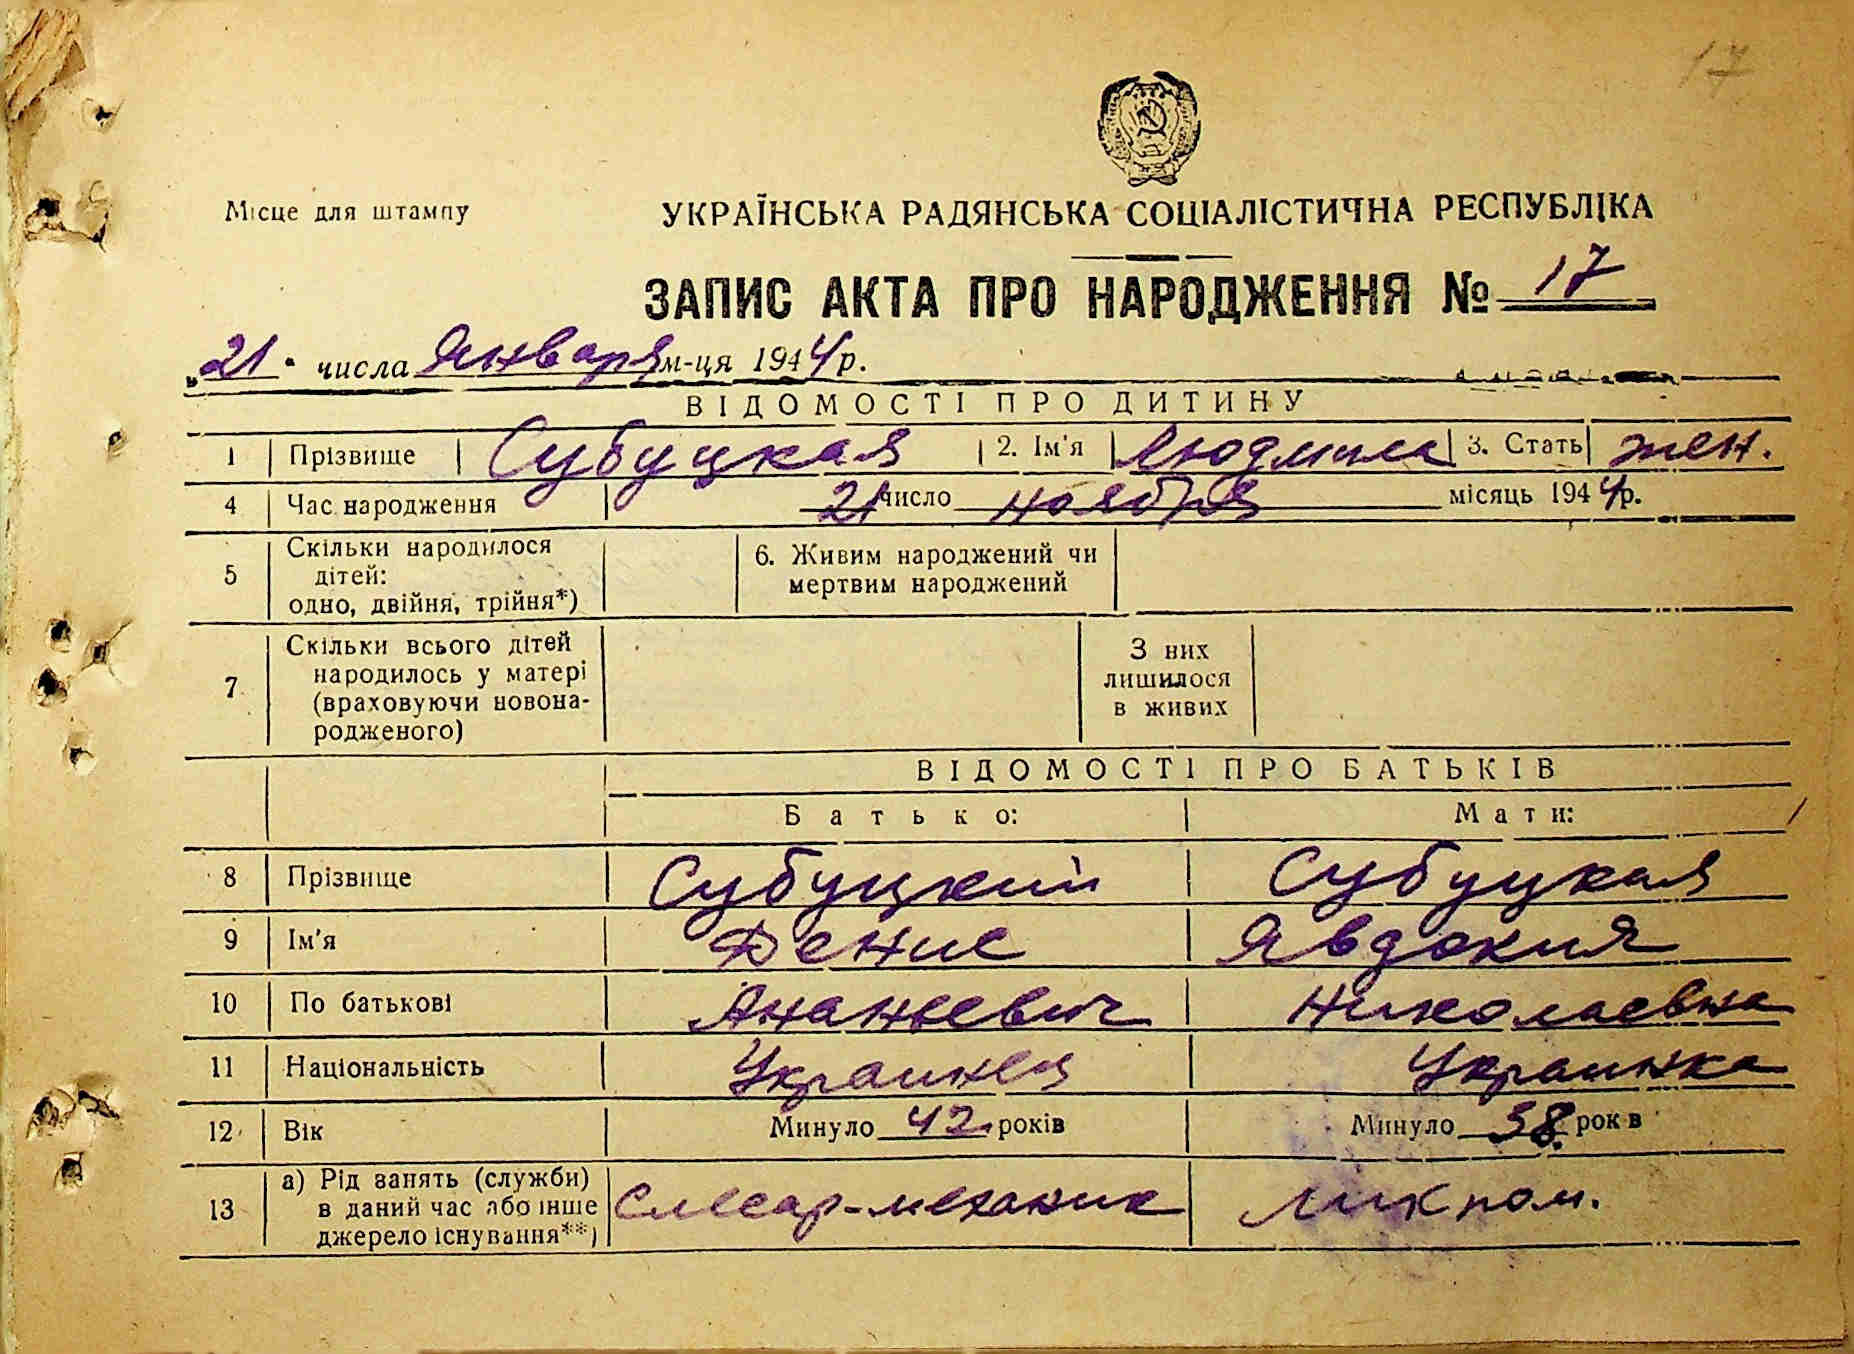 17
Місце для штампу
УКРАЇНСЬКА РАДЯНСЬКА СОЦІАЛІСТИЧНА РЕСПУБЛІКА
ЗАПИС АКТА ПРО НАРОДЖЕННЯ № 17
„21" числа Января м-ця 1944 р.
ВІДОМОСТІ ПРО ДИТИНУ
1 Прізвище Субуцкая 2. Ім'я Людмила 3. Стать жен.
4 Час народження 21 число ноября місяць 1944 р.
5 Скільки народилося дітей: одно, двійня, трійня*) 6. Живим народжений чи мертвим народжений
7 Скільки всього дітей народилось у матері (враховуючи новона-родженого) З них лишилося в живих
ВІДОМОСТІ ПРО БАТЬКІВ
Батько: Мати:
8 Прізвище Субуцкий Субуцкая
9 Ім'я Денис Явдокия
10 По батькові Ананьевич Николаевна
11 Національність Украинец Украинка
12 Вік Минуло 42 років Минуло 38 років
13 а) Рід занять (служби) в даний час або інше джерело існування**) Слесар-механик